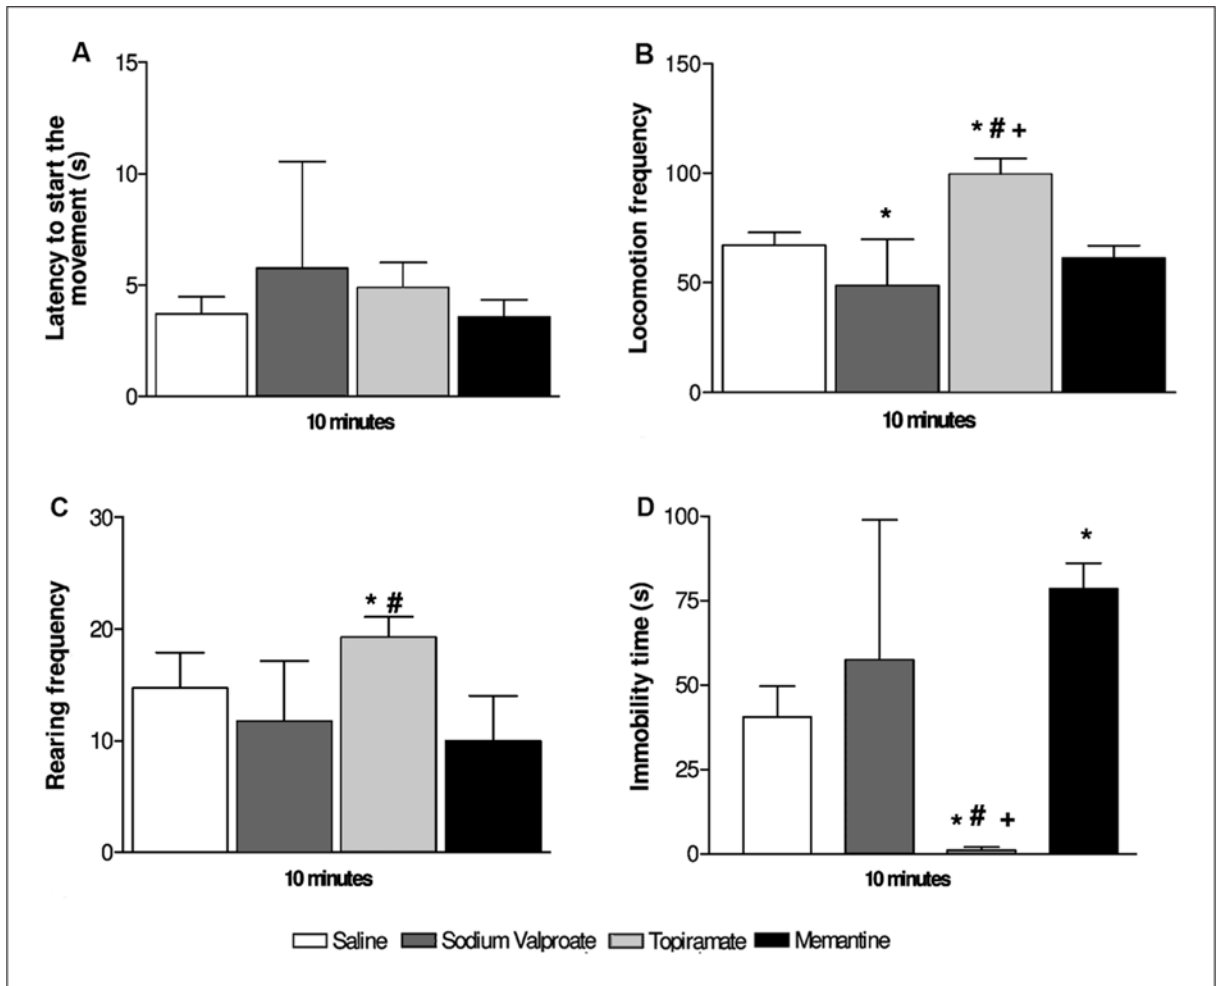 A
Latency to start the
movement (s)
15
10
5
0
10 minutes
B
Locomotion frequency
150
100
50
0
*
* # +
10 minutes
C
Rearing frequency
30
20
10
0
* #
10 minutes
D
Immobility time (s)
100
75
50
25
0
* # +
*
10 minutes
Saline Sodium Valproate Topiramate Memantine